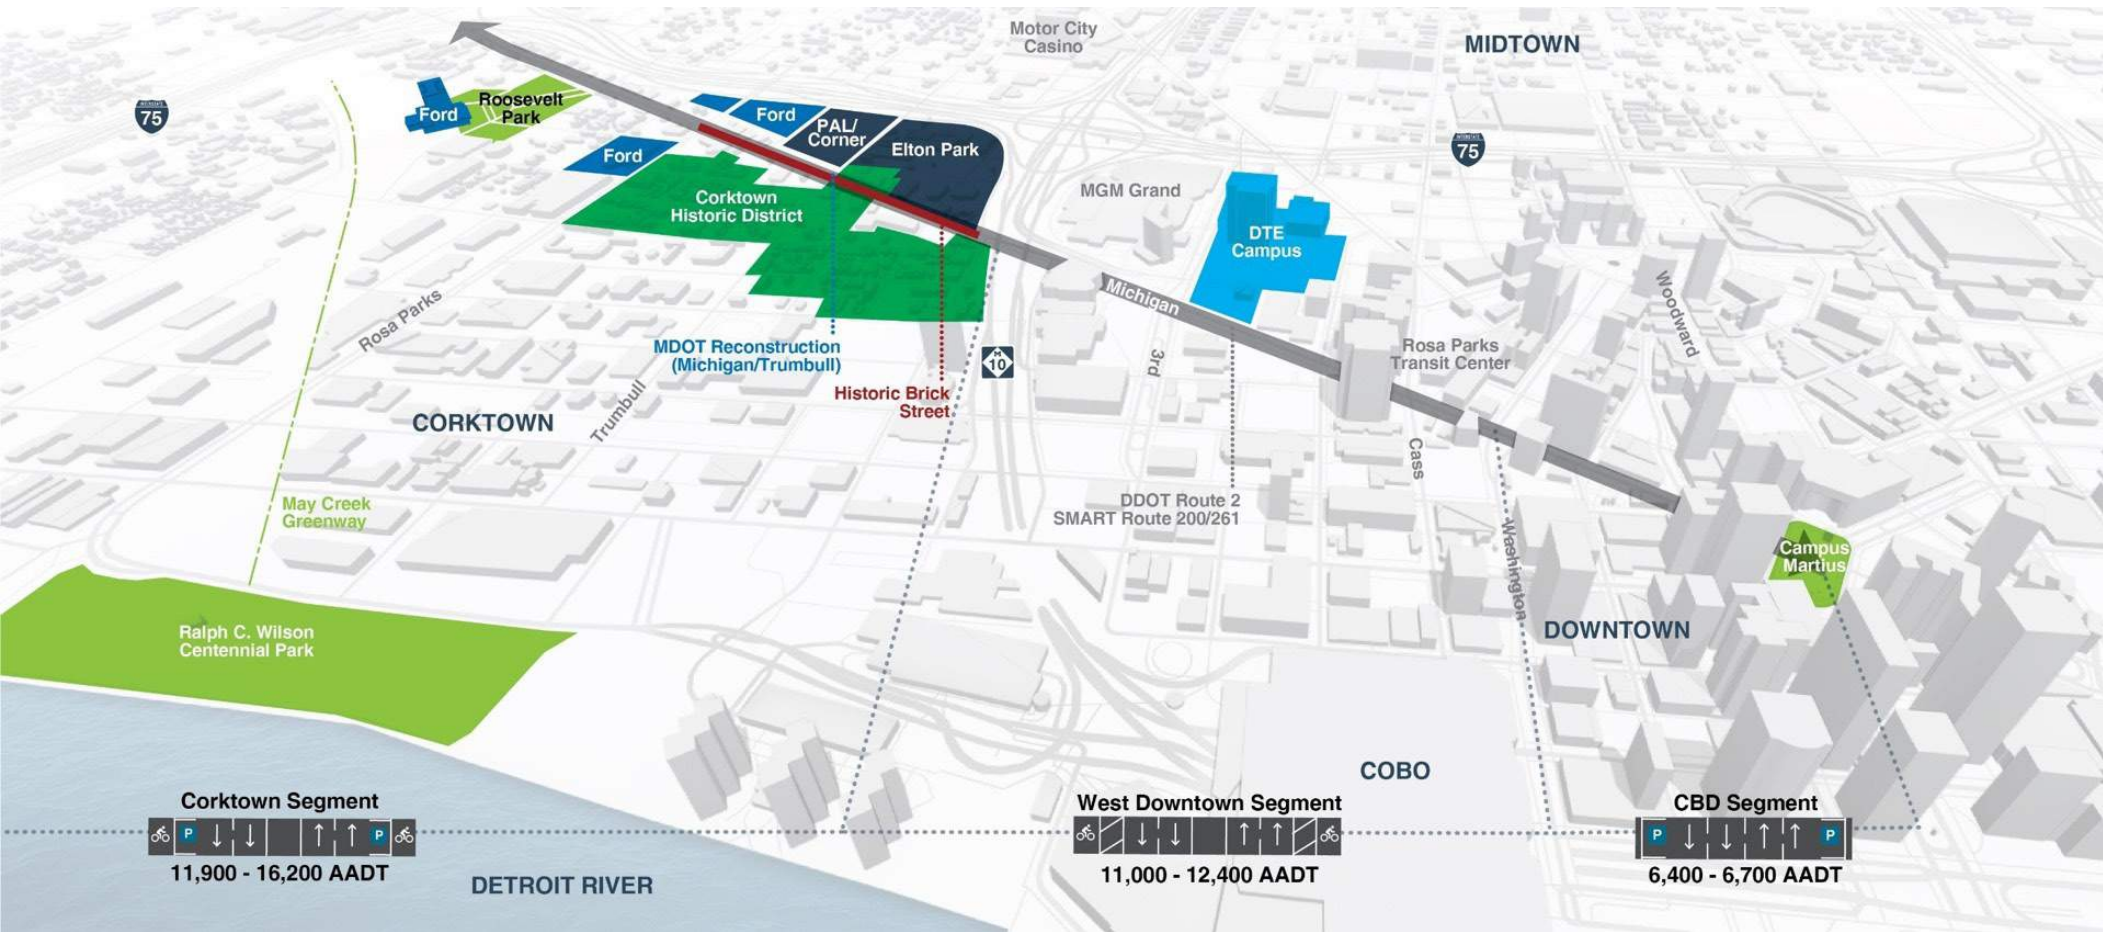 Motor City
Casino
MIDTOWN
INTERSTATE
75
Ford
Roosevelt
Park
Ford
PAL/
Corner
Elton Park
Ford
INTERSTATE
75
MGM Grand
Corktown
Historic District
DTE
Campus
Michigan
Woodward
Rosa Parks
MDOT Reconstruction
(Michigan/Trumbull)
M
10
3rd
Rosa Parks
Transit Center
Historic Brick
Street
CORKTOWN
Trumbull
Cass
May Creek
Greenway
DDOT Route 2
SMART Route 200/261
Washington
Campus
Martius
Ralph C. Wilson
Centennial Park
DOWNTOWN
COBO
Corktown Segment
P
P
11,900 - 16,200 AADT
DETROIT RIVER
West Downtown Segment
11,000 - 12,400 AADT
CBD Segment
P
P
6,400 - 6,700 AADT